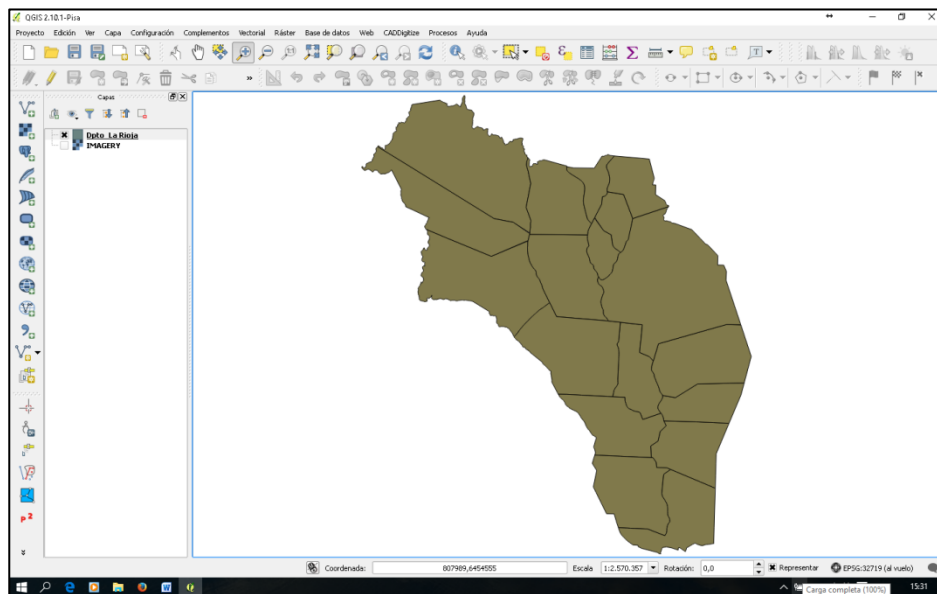 QGIS 2.10.1-Pisa
Proyecto Edición Ver Capa Configuración Complementos Vectorial Ráster Base de datos Web CADDigitize Procesos Ayuda
Capas
Dpto_La Rioja
IMAGERY
Coordenada: 807989,6454555 Escala 1:2.570.357 Rotación: 0,0 Representar EPSG:32719 (al vuelo)
Carga completa (100%)
15:31